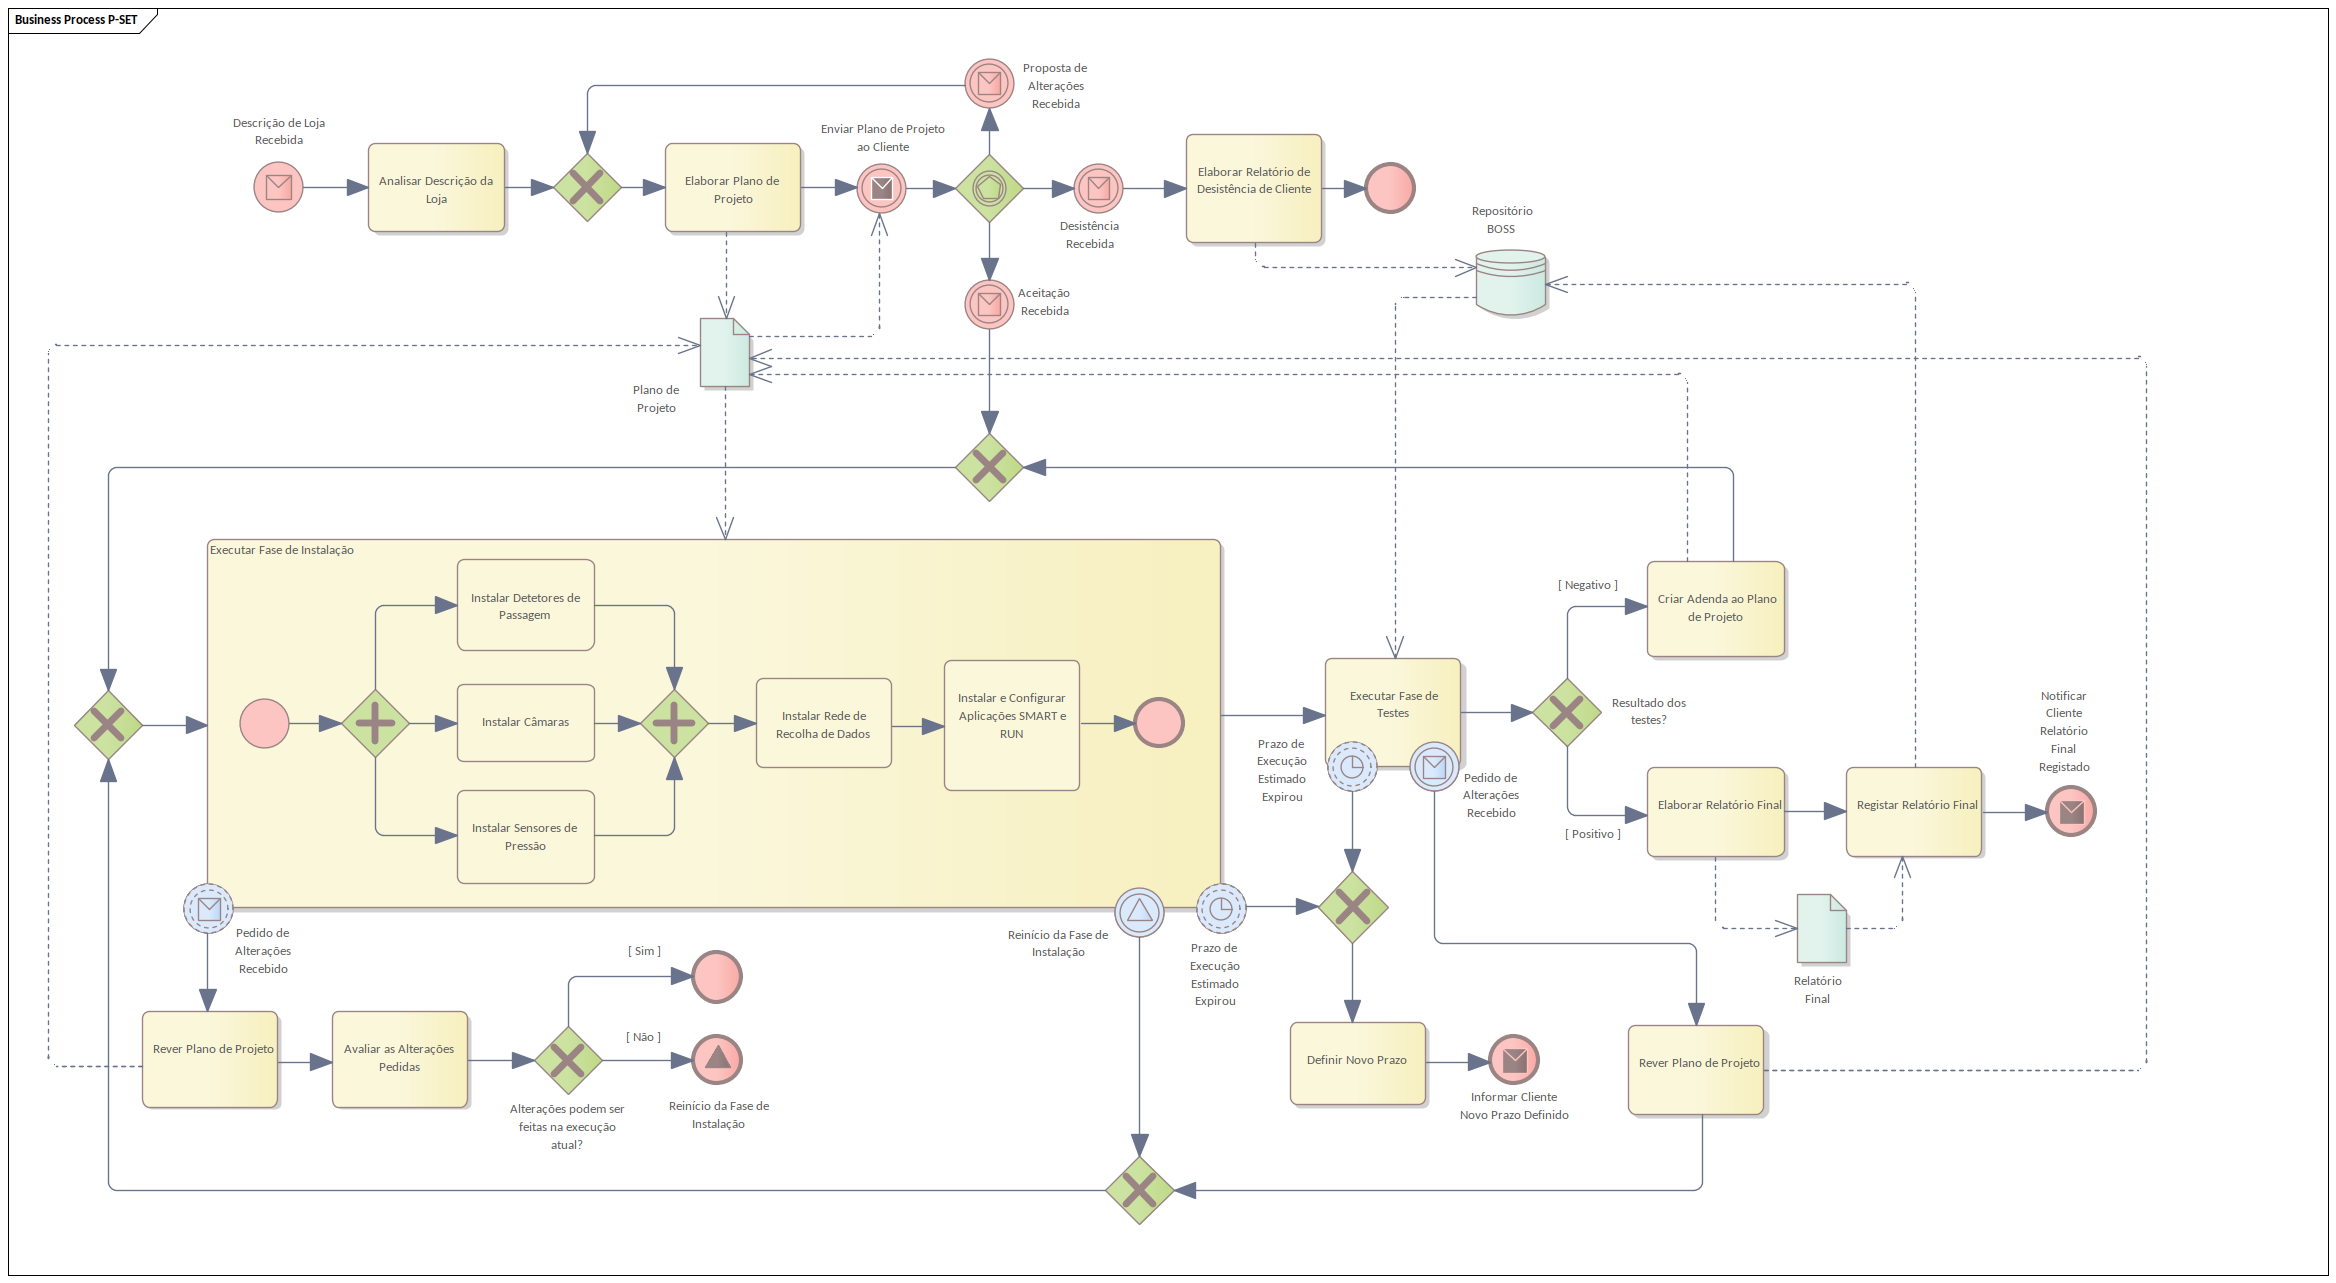 Business Process P-SET
Proposta de
Alterações
Recebida
Descrição de Loja
Recebida
Enviar Plano de Projeto
ao Cliente
Analisar Descrição da
Loja
Elaborar Plano de
Projeto
Elaborar Relatório de
Desistência de Cliente
Desistência
Recebida
Repositório
BOSS
Aceitação
Recebida
Plano de
Projeto
Executar Fase de Instalação
Instalar Detetores de
Passagem
Instalar Câmaras
Instalar Sensores de
Pressão
Instalar Rede de
Recolha de Dados
Instalar e Configurar
Aplicações SMART e
RUN
Executar Fase de
Testes
Prazo de
Execução
Estimado
Expirou
Pedido de
Alterações
Recebido
[ Negativo ]
Criar Adenda ao Plano
de Projeto
Resultado dos
testes?
[ Positivo ]
Elaborar Relatório Final
Registar Relatório Final
Notificar
Cliente
Relatório
Final
Registado
Relatório
Final
Pedido de
Alterações
Recebido
Reinício da Fase de
Instalação
Prazo de
Execução
Estimado
Expirou
Rever Plano de Projeto
Avaliar as Alterações
Pedidas
[ Sim ]
[ Não ]
Alterações podem ser
feitas na execução
atual?
Reinício da Fase de
Instalação
Definir Novo Prazo
Informar Cliente
Novo Prazo Definido
Rever Plano de Projeto